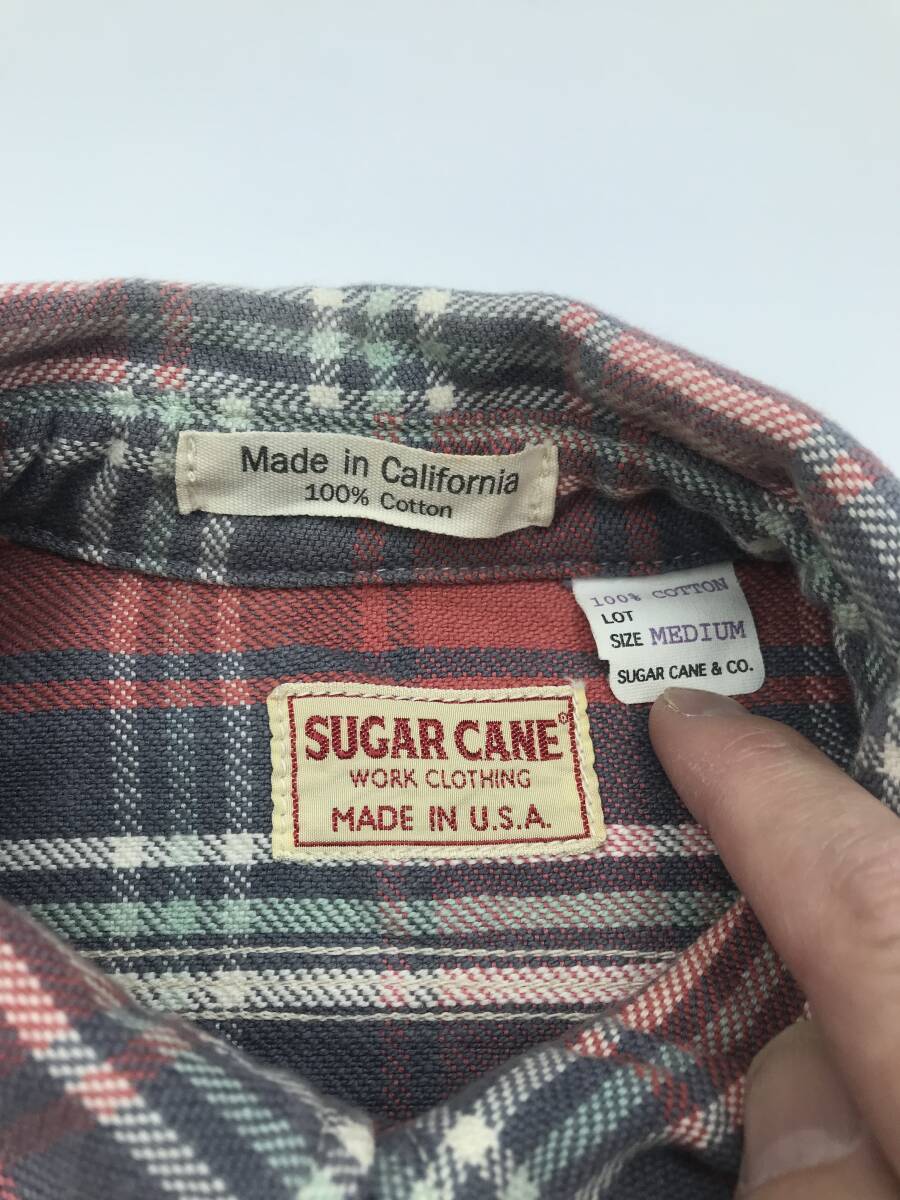 Made in California
100% Cotton
100% COTTON
LOT
SIZE MEDIUM
SUGAR CANE & CO.
SUGAR CANE®
WORK CLOTHING
MADE IN U.S.A.